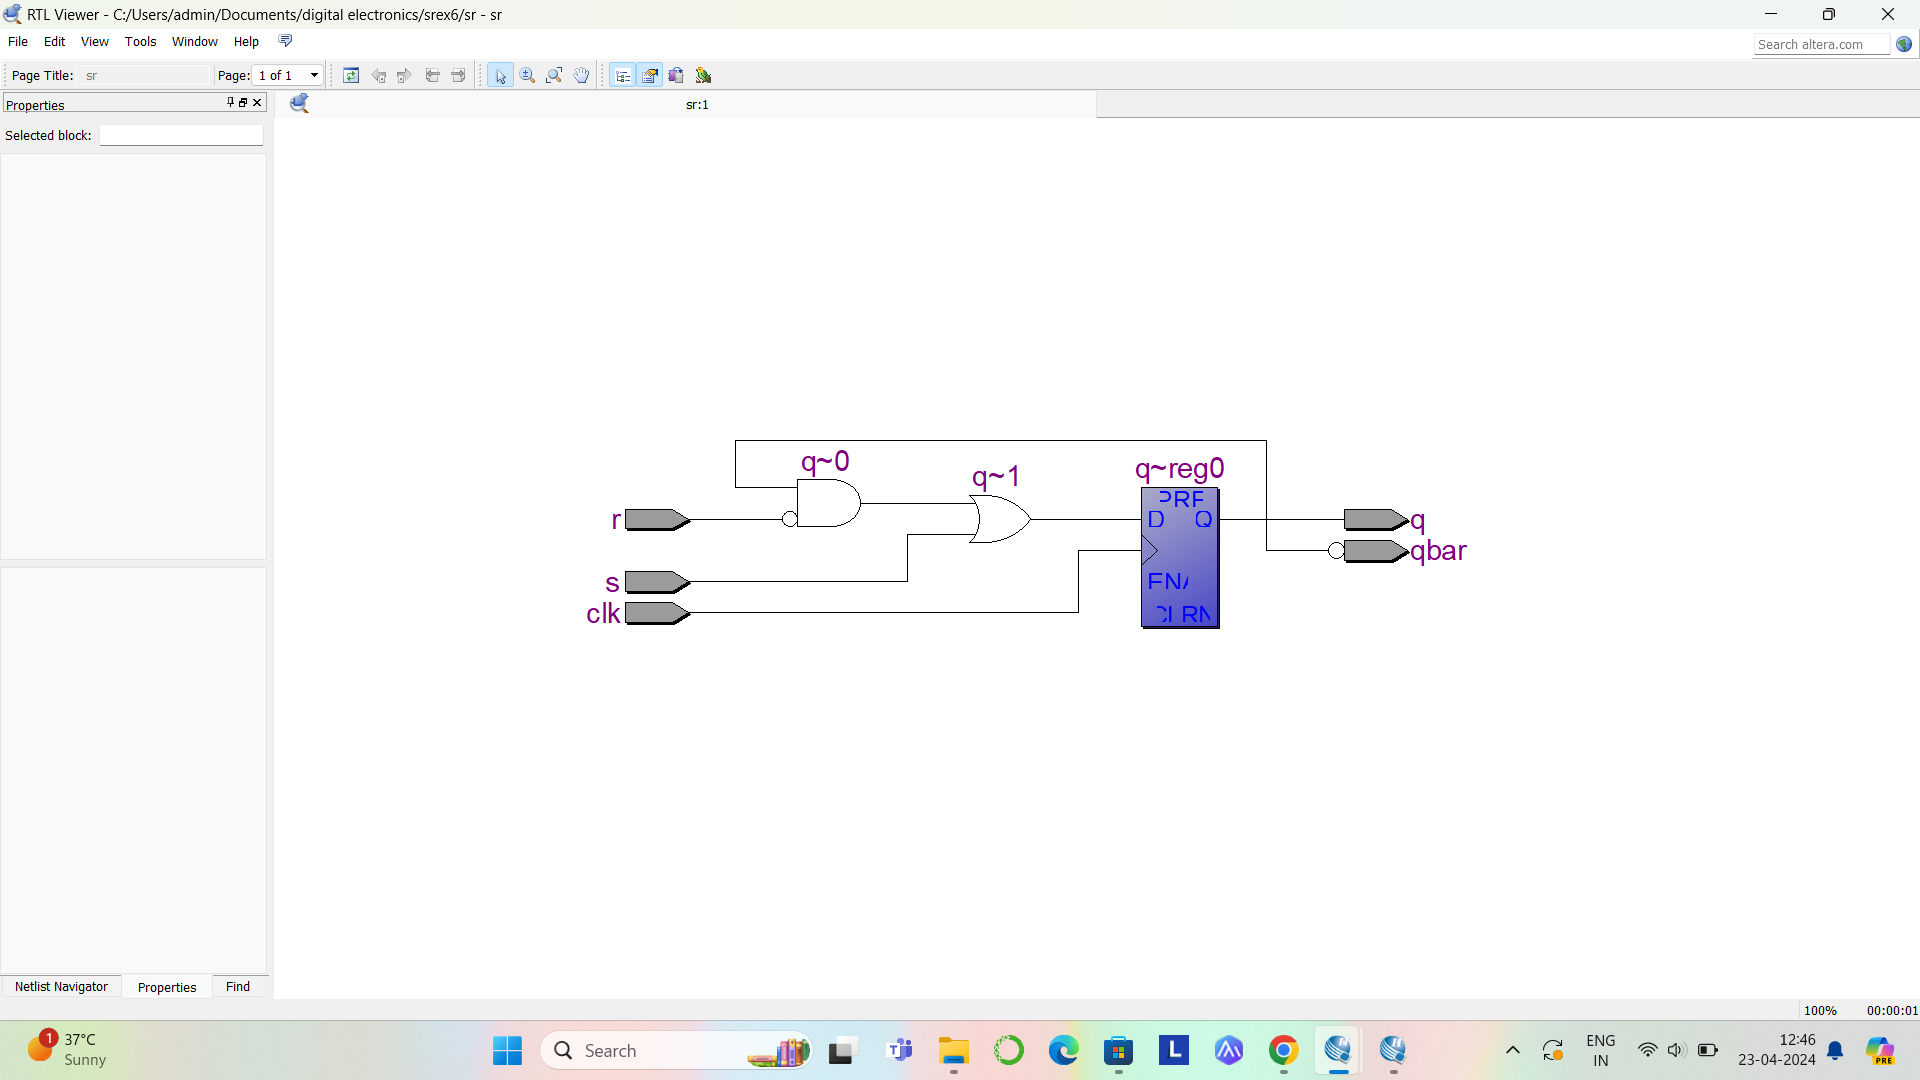 RTL Viewer - C:/Users/admin/Documents/digital electronics/srex6/sr - sr
File Edit View Tools Window Help
Search altera.com
Page Title: sr Page: 1 of 1
Properties
sr:1
Selected block:
q~0
q~1
q~reg0
PRE
r
D Q
q
qbar
s
ENA
clk
CLRN
Netlist Navigator Properties Find
100% 00:00:01
1
37°C
Sunny
Search
L
ENG
IN
12:46
23-04-2024
PRE